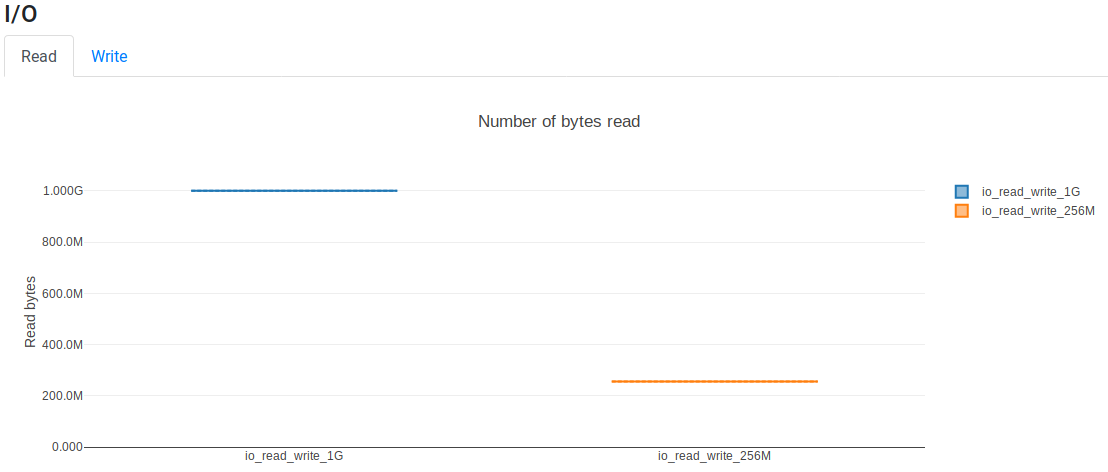 I/O
Read Write
Number of bytes read
1.000G
800.0M
600.0M
400.0M
200.0M
0.000
Read bytes
io_read_write_1G io_read_write_256M
io_read_write_1G
io_read_write_256M